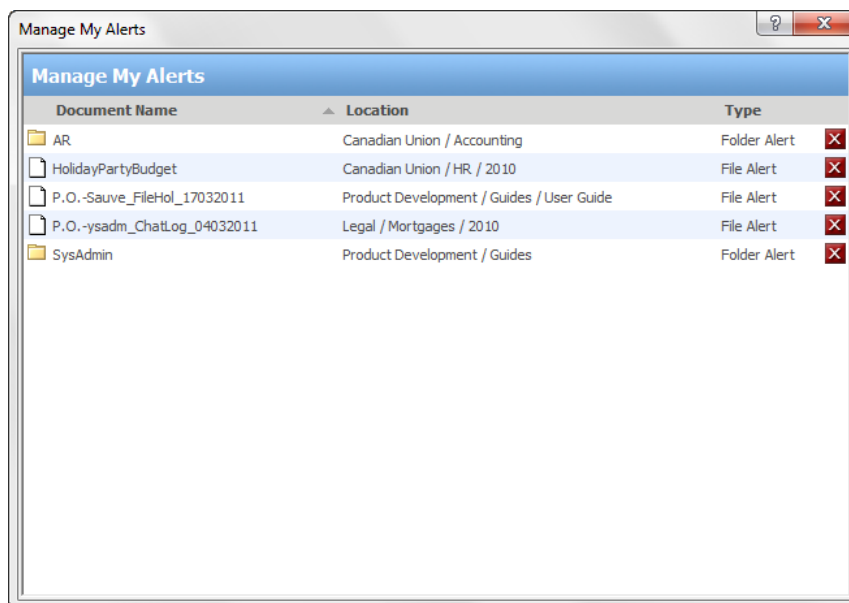 Manage My Alerts
Manage My Alerts
Document Name Location Type
AR Canadian Union / Accounting Folder Alert
HolidayPartyBudget Canadian Union / HR / 2010 File Alert
P.O.-Sauve_FileHol_17032011 Product Development / Guides / User Guide File Alert
P.O.-ysadm_ChatLog_04032011 Legal / Mortgages / 2010 File Alert
SysAdmin Product Development / Guides Folder Alert